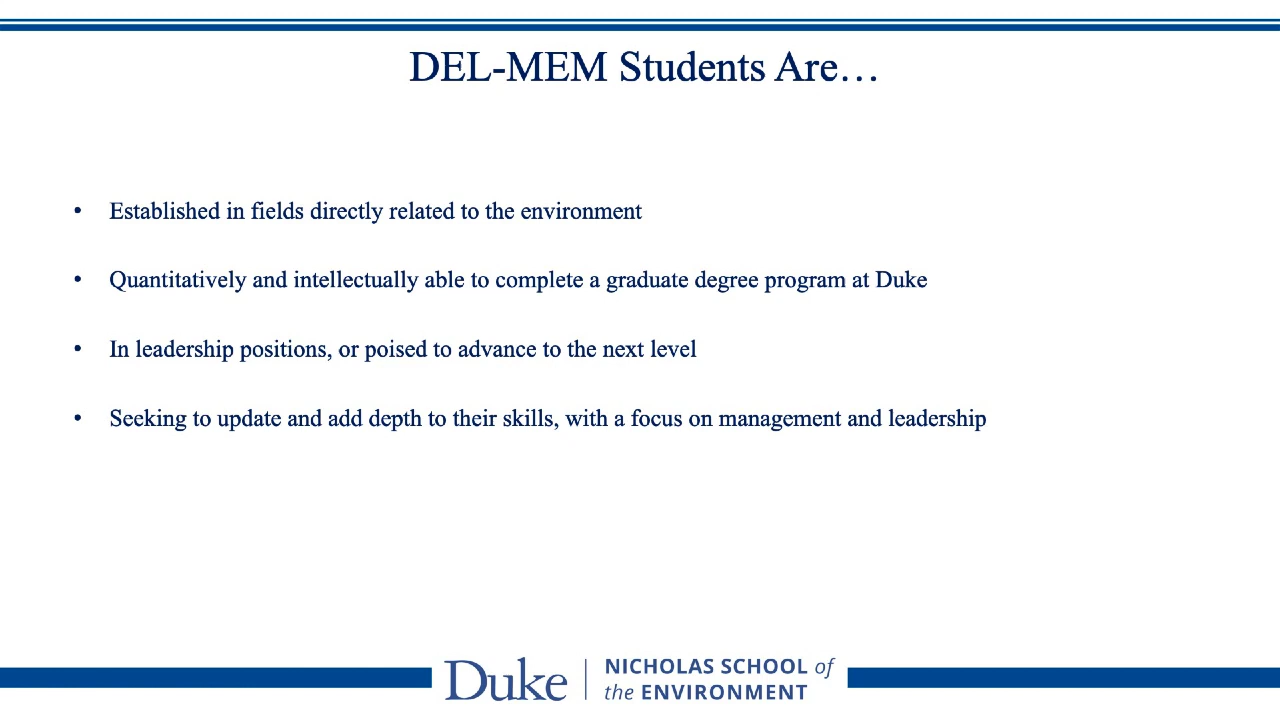 DEL-MEM Students Are…
• Established in fields directly related to the environment
• Quantitatively and intellectually able to complete a graduate degree program at Duke
• In leadership positions, or poised to advance to the next level
• Seeking to update and add depth to their skills, with a focus on management and leadership
Duke
NICHOLAS SCHOOL of
the ENVIRONMENT